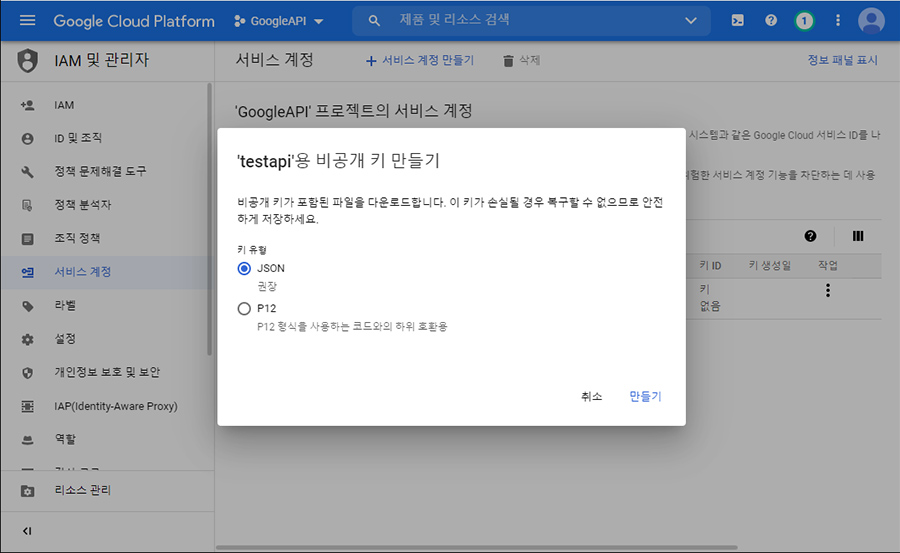 Google Cloud Platform
GoogleAPI
제품 및 리소스 검색
1
IAM 및 관리자
서비스 계정
서비스 계정 만들기
삭제
정보 패널 표시
IAM
ID 및 조직
정책 문제해결 도구
정책 분석자
조직 정책
서비스 계정
라벨
설정
개인정보 보호 및 보안
IAP(Identity-Aware Proxy)
역할
리소스 관리
'GoogleAPI' 프로젝트의 서비스 계정
시스템과 같은 Google Cloud 서비스 ID를 나
서비스 계정 기능을 차단하는 데 사용
키 ID
키 생성일
작업
키
없음
'testapi'용 비공개 키 만들기
비공개 키가 포함된 파일을 다운로드합니다. 이 키가 손실될 경우 복구할 수 없으므로 안전
하게 저장하세요.
키 유형
JSON
권장
P12
P12 형식을 사용하는 코드와의 하위 호환용
취소
만들기